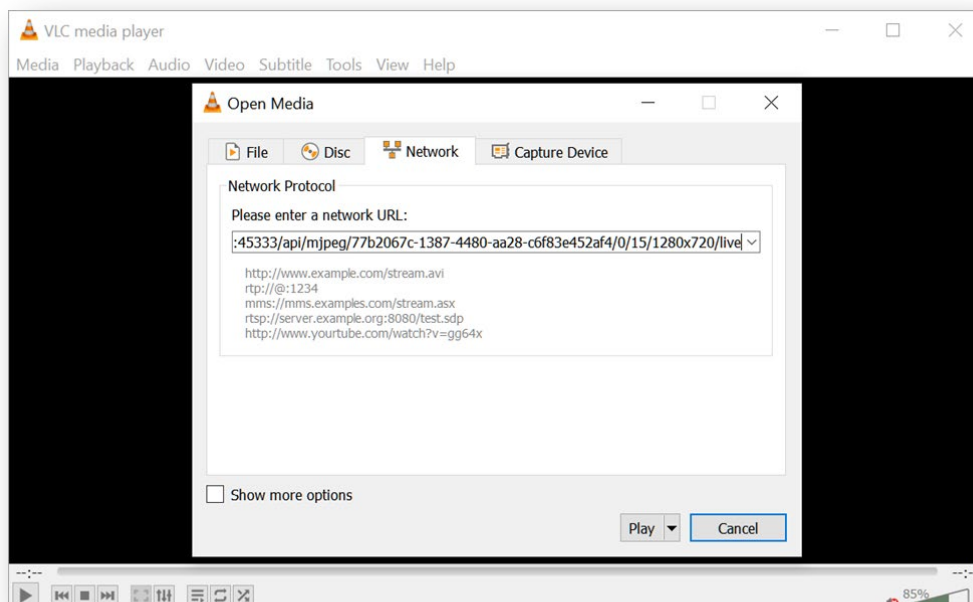 VLC media player
Media Playback Audio Video Subtitle Tools View Help
Open Media
File Disc Network Capture Device
Network Protocol
Please enter a network URL:
:45333/api/mjpeg/77b2067c-1387-4480-aa28-c6f83e452af4/0/15/1280x720/live
http://www.example.com/stream.avi
rtp://@:1234
mms://mms.examples.com/stream.asx
rtsp://server.example.org:8080/test.sdp
http://www.yourtube.com/watch?v=gg64x
Show more options
Play Cancel
--:-- --:-
85%